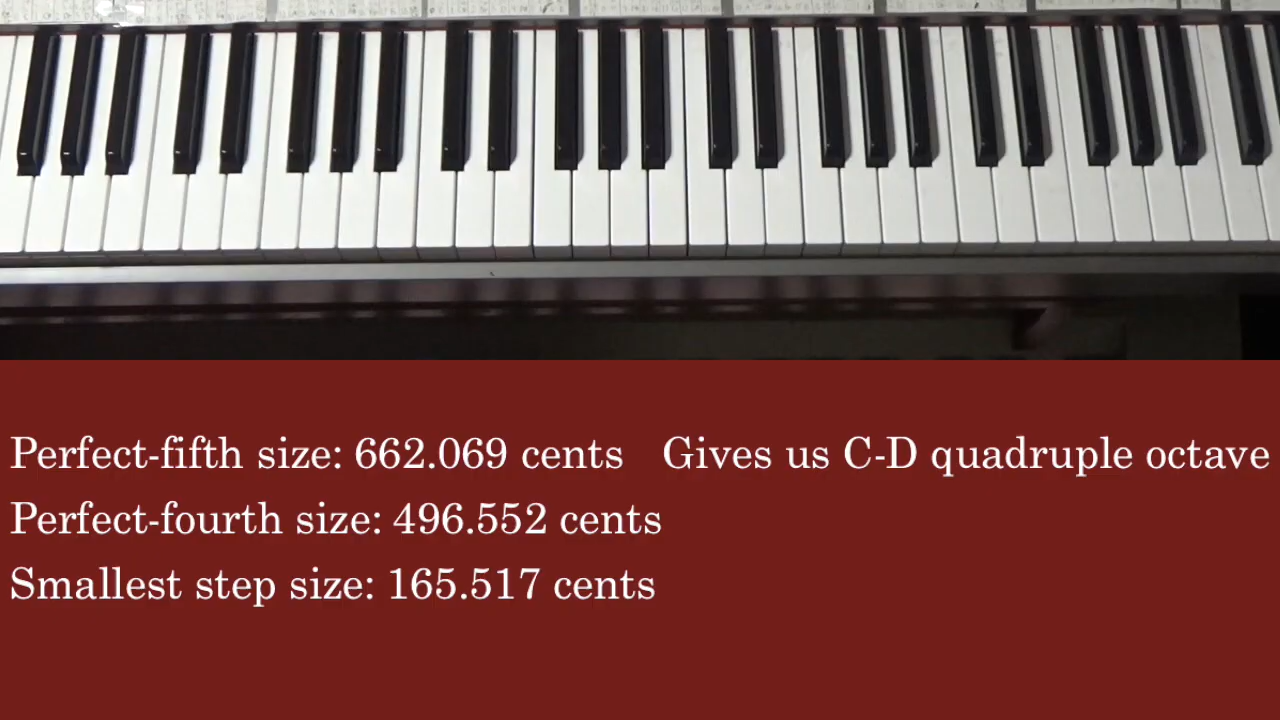 Perfect-fifth size: 662.069 cents Gives us C-D quadruple octave
Perfect-fourth size: 496.552 cents
Smallest step size: 165.517 cents